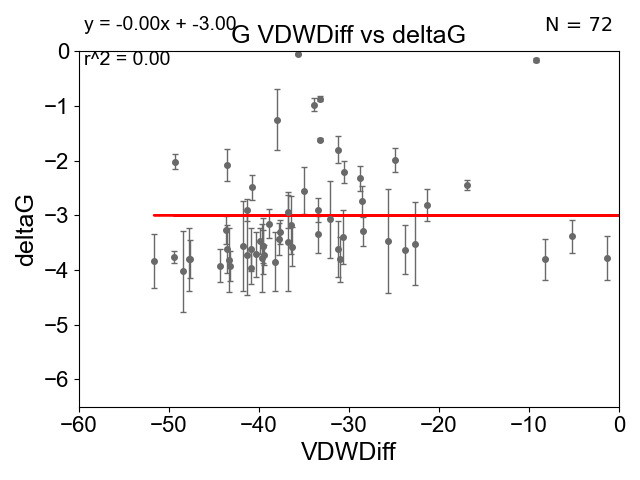 y = -0.00x + -3.00
G VDWDiff vs deltaG
N = 72
r^2 = 0.00
0
−1
−2
−3
−4
−5
−6
deltaG
−60
−50
−40
−30
−20
−10
0
VDWDiff